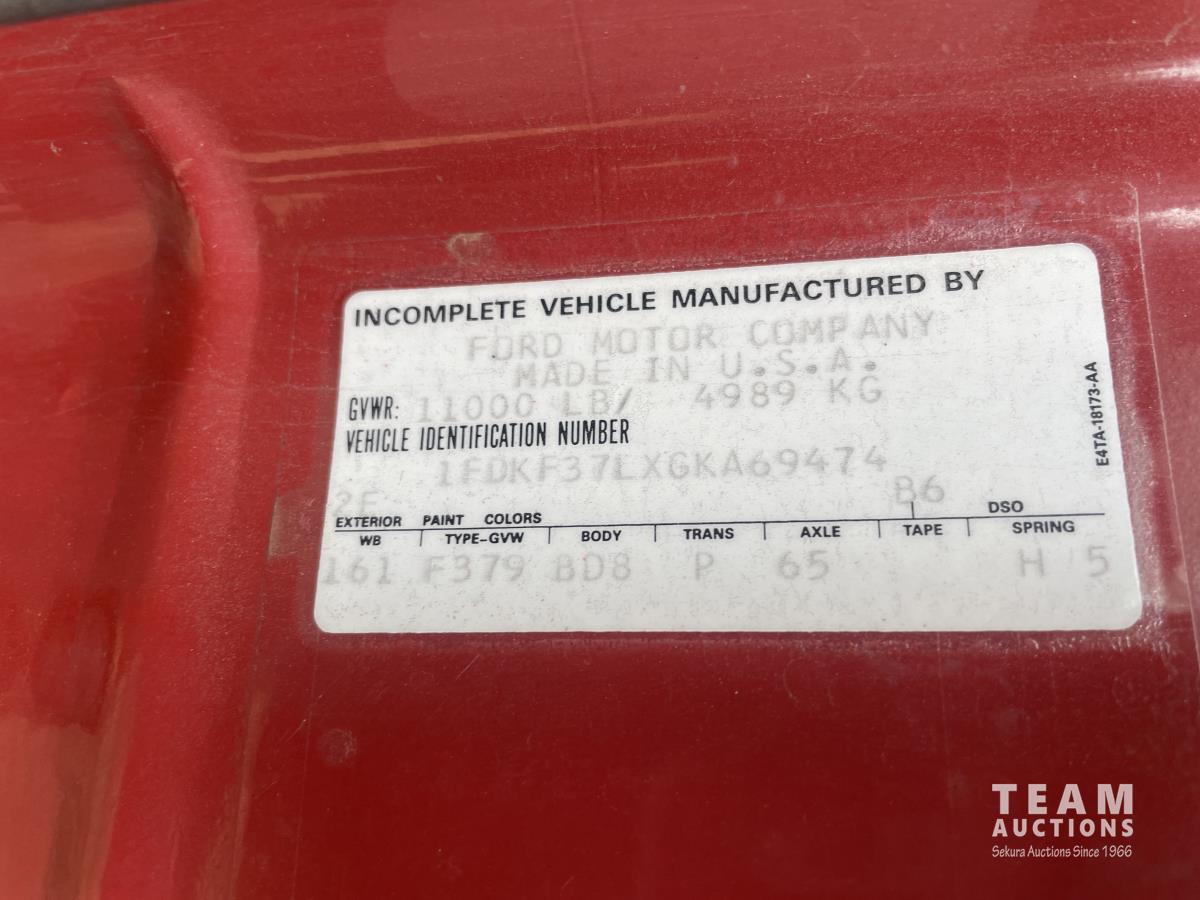 INCOMPLETE VEHICLE MANUFACTURED BY
FORD MOTOR COMPANY
MADE IN U.S.A.
GVWR: 11000 LB/ 4989 KG
VEHICLE IDENTIFICATION NUMBER
1FDKF37LXGKA69474
2E B6
EXTERIOR PAINT COLORS DSO
WB TYPE-GVW BODY TRANS AXLE TAPE SPRING
161 F379 BD8 P 65 H 5
E4TA-18173-AA
TEAM
AUCTIONS
Sekura Auctions Since 1966